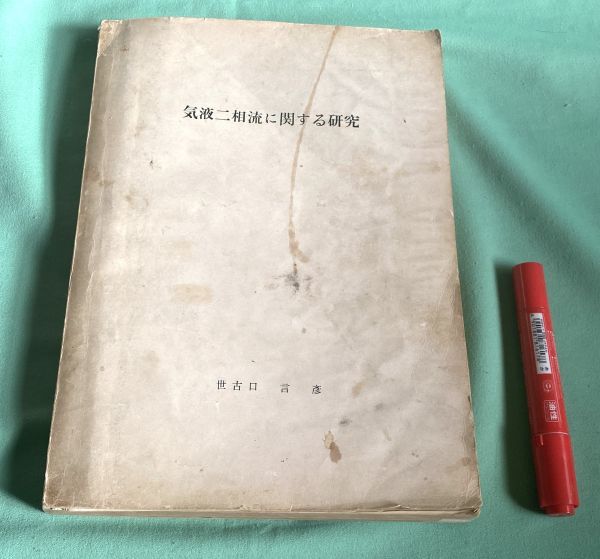 気液二相流に関する研究
世古口 言彦
油性